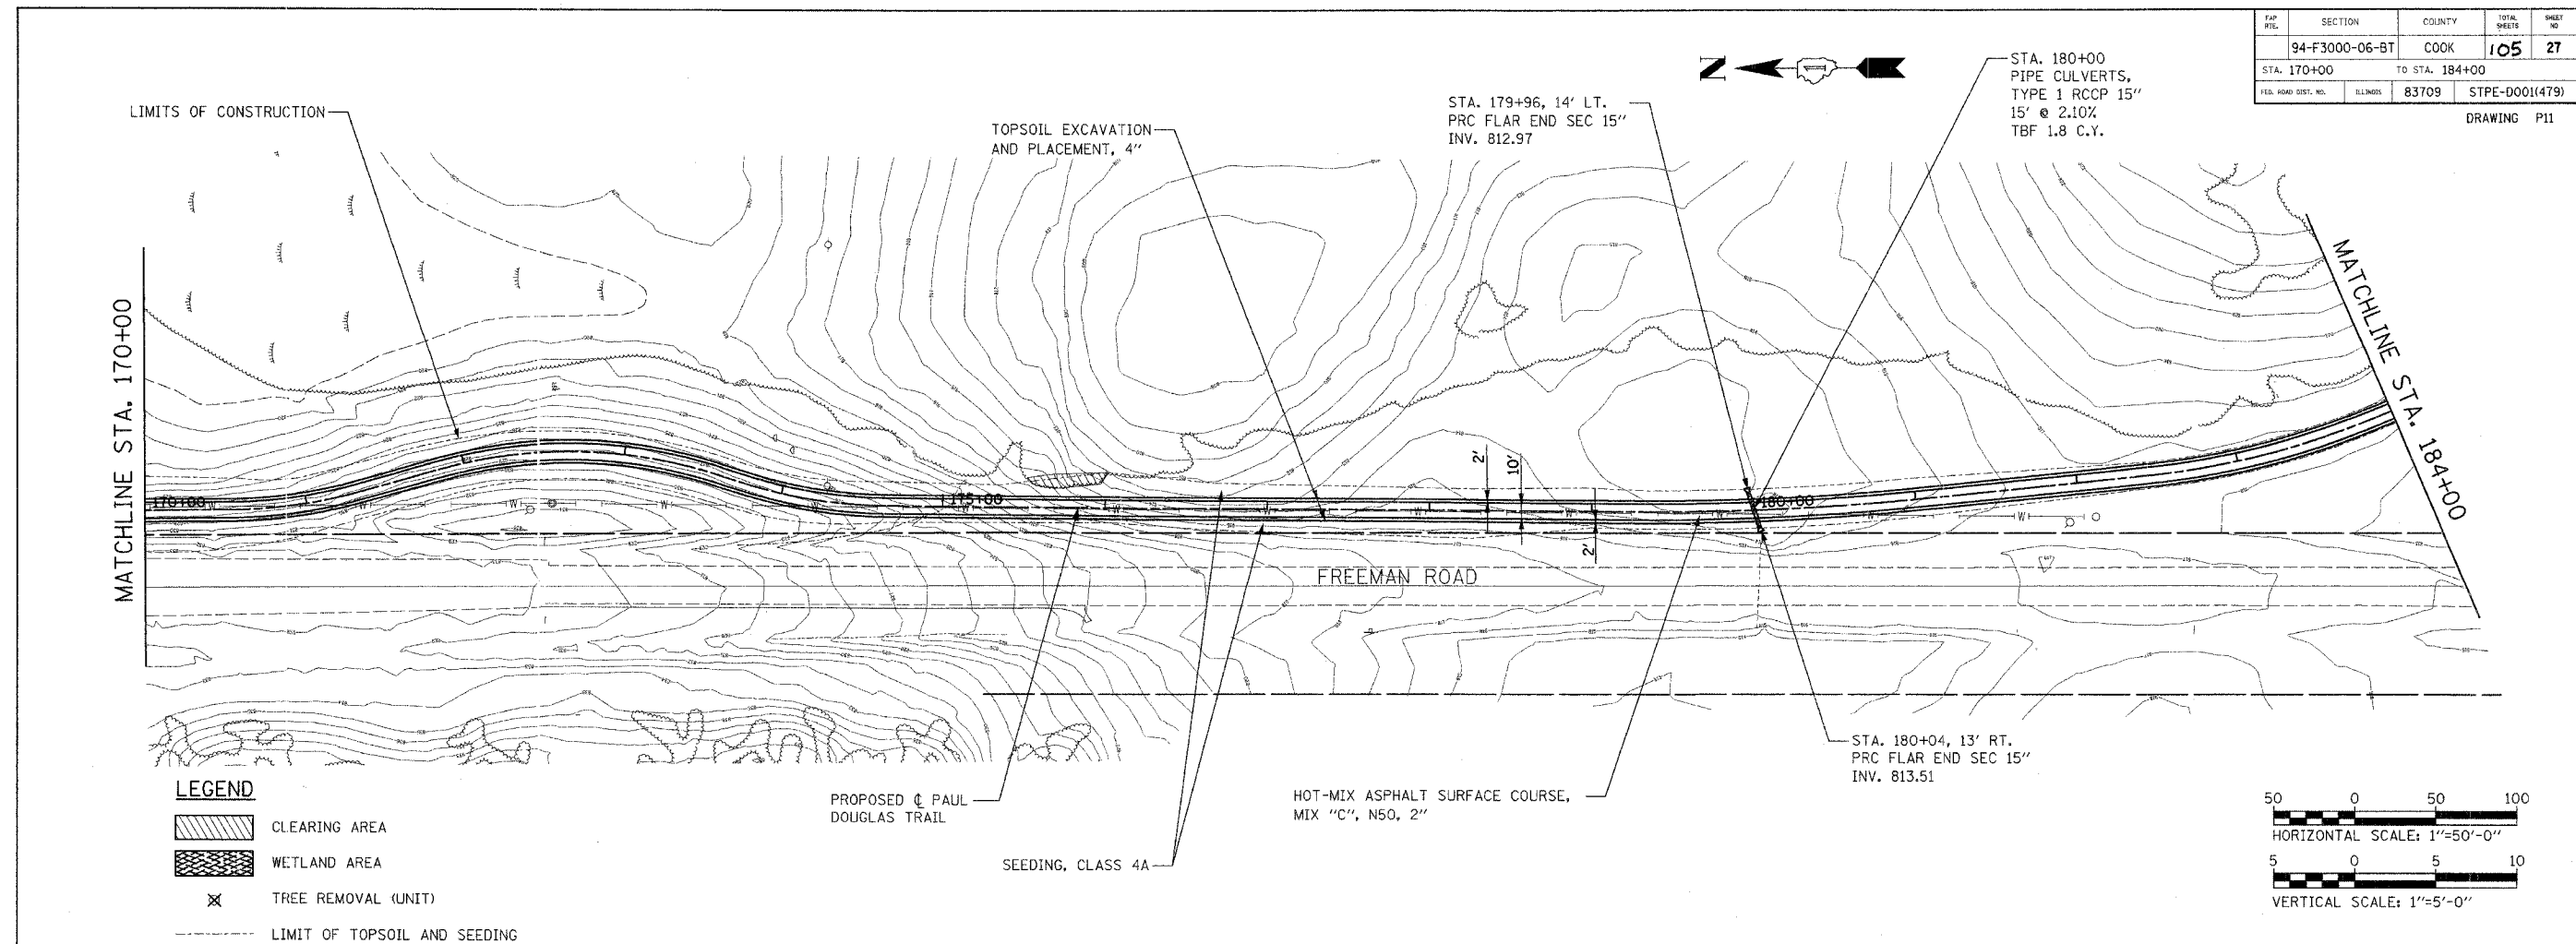 FAP RTE.
SECTION
COUNTY
TOTAL SHEETS
SHEET NO
94-F3000-06-BT
COOK
105
27
STA. 170+00
TO STA. 184+00
FED. ROAD DIST. NO.
ILLINOIS
83709
STPE-D001(479)
DRAWING P11
N
LIMITS OF CONSTRUCTION
TOPSOIL EXCAVATION
AND PLACEMENT, 4"
STA. 179+96, 14' LT.
PRC FLAR END SEC 15"
INV. 812.97
STA. 180+00
PIPE CULVERTS,
TYPE 1 RCCP 15"
15' @ 2.10%
TBF 1.8 C.Y.
MATCHLINE STA. 170+00
MATCHLINE STA. 184+00
170+00
175+00
180+00
2'
10'
2'
FREEMAN ROAD
STA. 180+04, 13' RT.
PRC FLAR END SEC 15"
INV. 813.51
PROPOSED ℄ PAUL
DOUGLAS TRAIL
HOT-MIX ASPHALT SURFACE COURSE,
MIX "C", N50, 2"
SEEDING, CLASS 4A
LEGEND
CLEARING AREA
WETLAND AREA
TREE REMOVAL (UNIT)
LIMIT OF TOPSOIL AND SEEDING
50 0 50 100
HORIZONTAL SCALE: 1"=50'-0"
5 0 5 10
VERTICAL SCALE: 1"=5'-0"